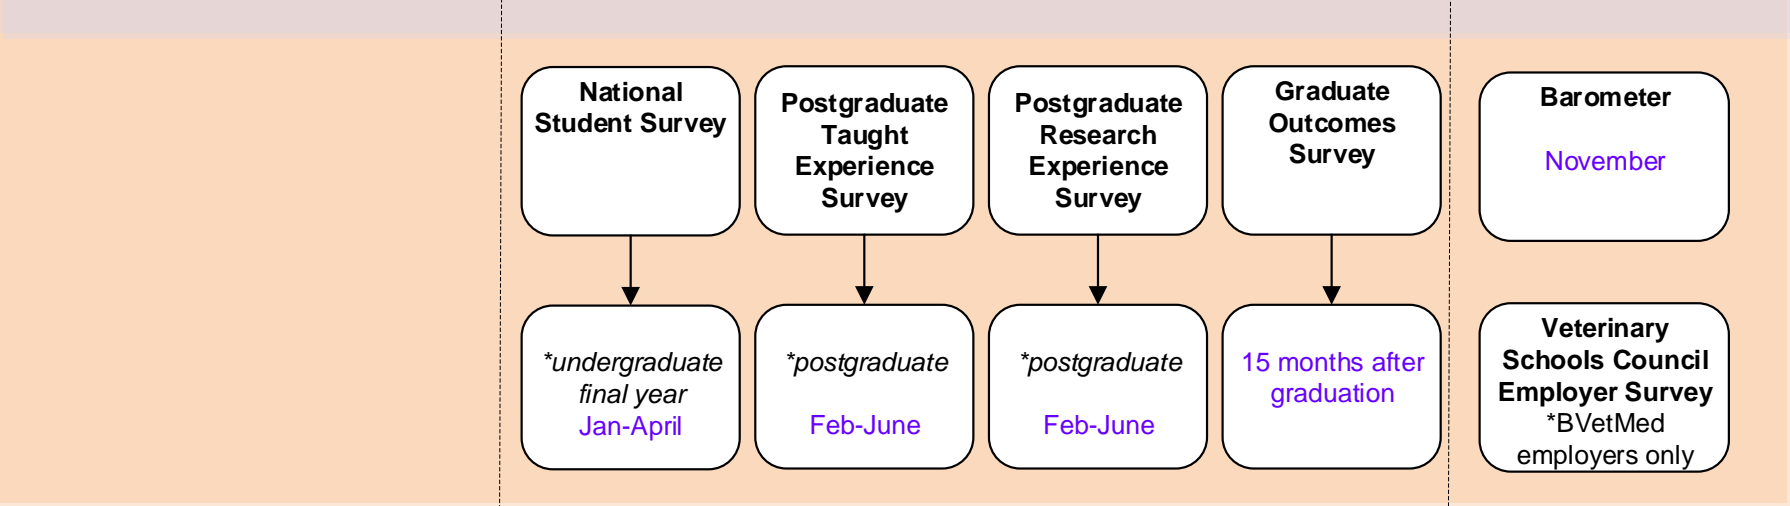 National
Student Survey
Postgraduate
Taught
Experience
Survey
Postgraduate
Research
Experience
Survey
Graduate
Outcomes
Survey
Barometer
November
*undergraduate
final year
Jan-April
*postgraduate
Feb-June
*postgraduate
Feb-June
15 months after
graduation
Veterinary
Schools Council
Employer Survey
*BVetMed
employers only